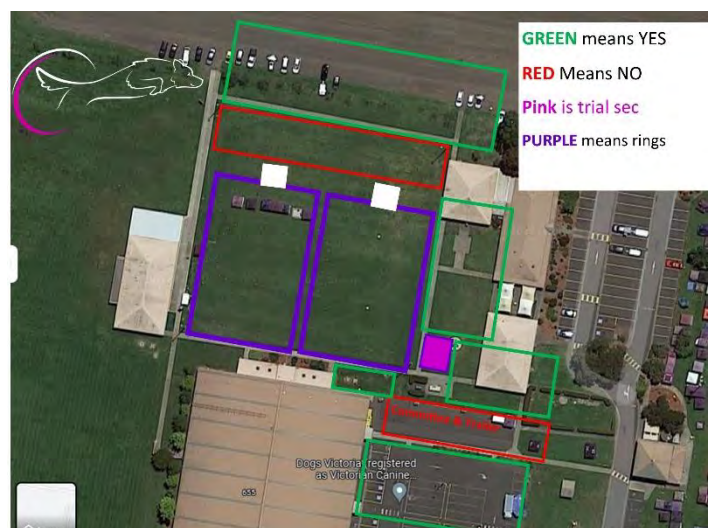 GREEN means YES
RED Means NO
Pink is trial sec
PURPLE means rings
Dogs Victoria (registered
as Victorian Canine...
655